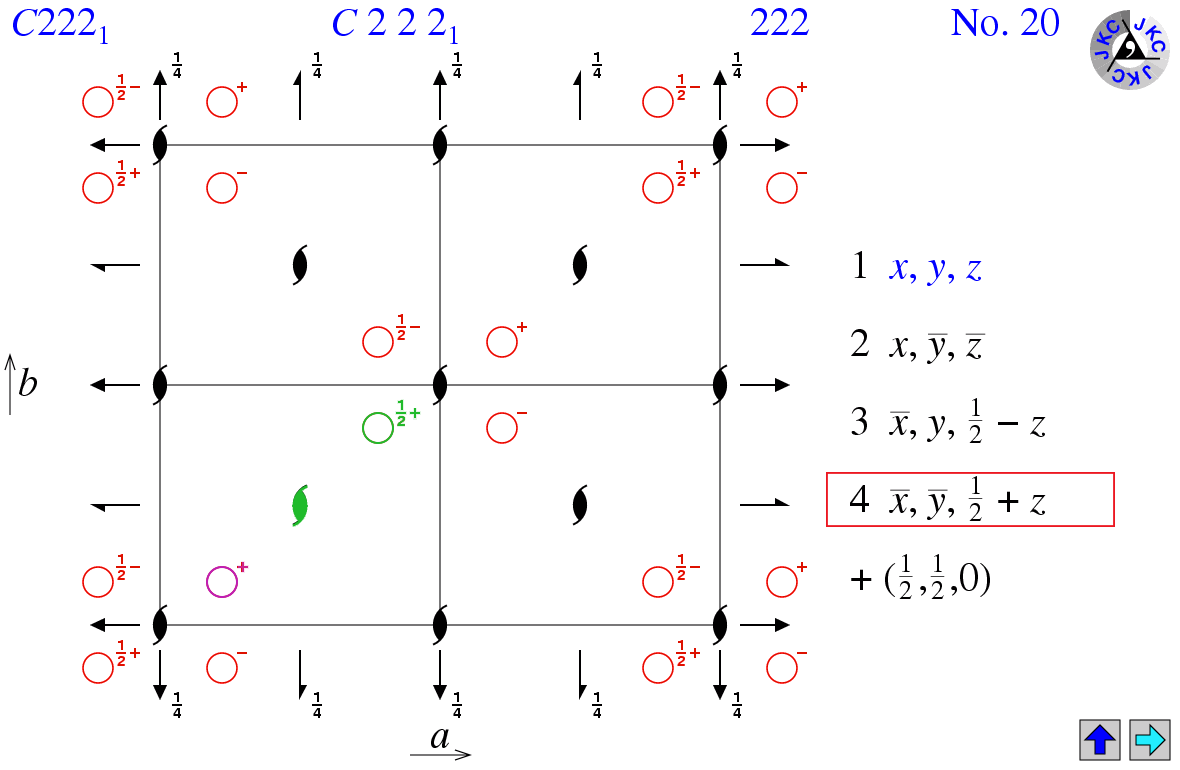 C222₁ C 2 2 2₁ 222 No. 20
JKC JKC JKC
¼ ¼ ¼ ¼ ¼
½− + ½− +
½+ − ½+ −
1 x, y, z
½− +
2 x, y̅, z̅
b
½+ −
3 x̅, y, ½ − z
4 x̅, y̅, ½ + z
½− + ½− +
+ (½,½,0)
½+ − ½+ −
¼ ¼ ¼ ¼ ¼
a